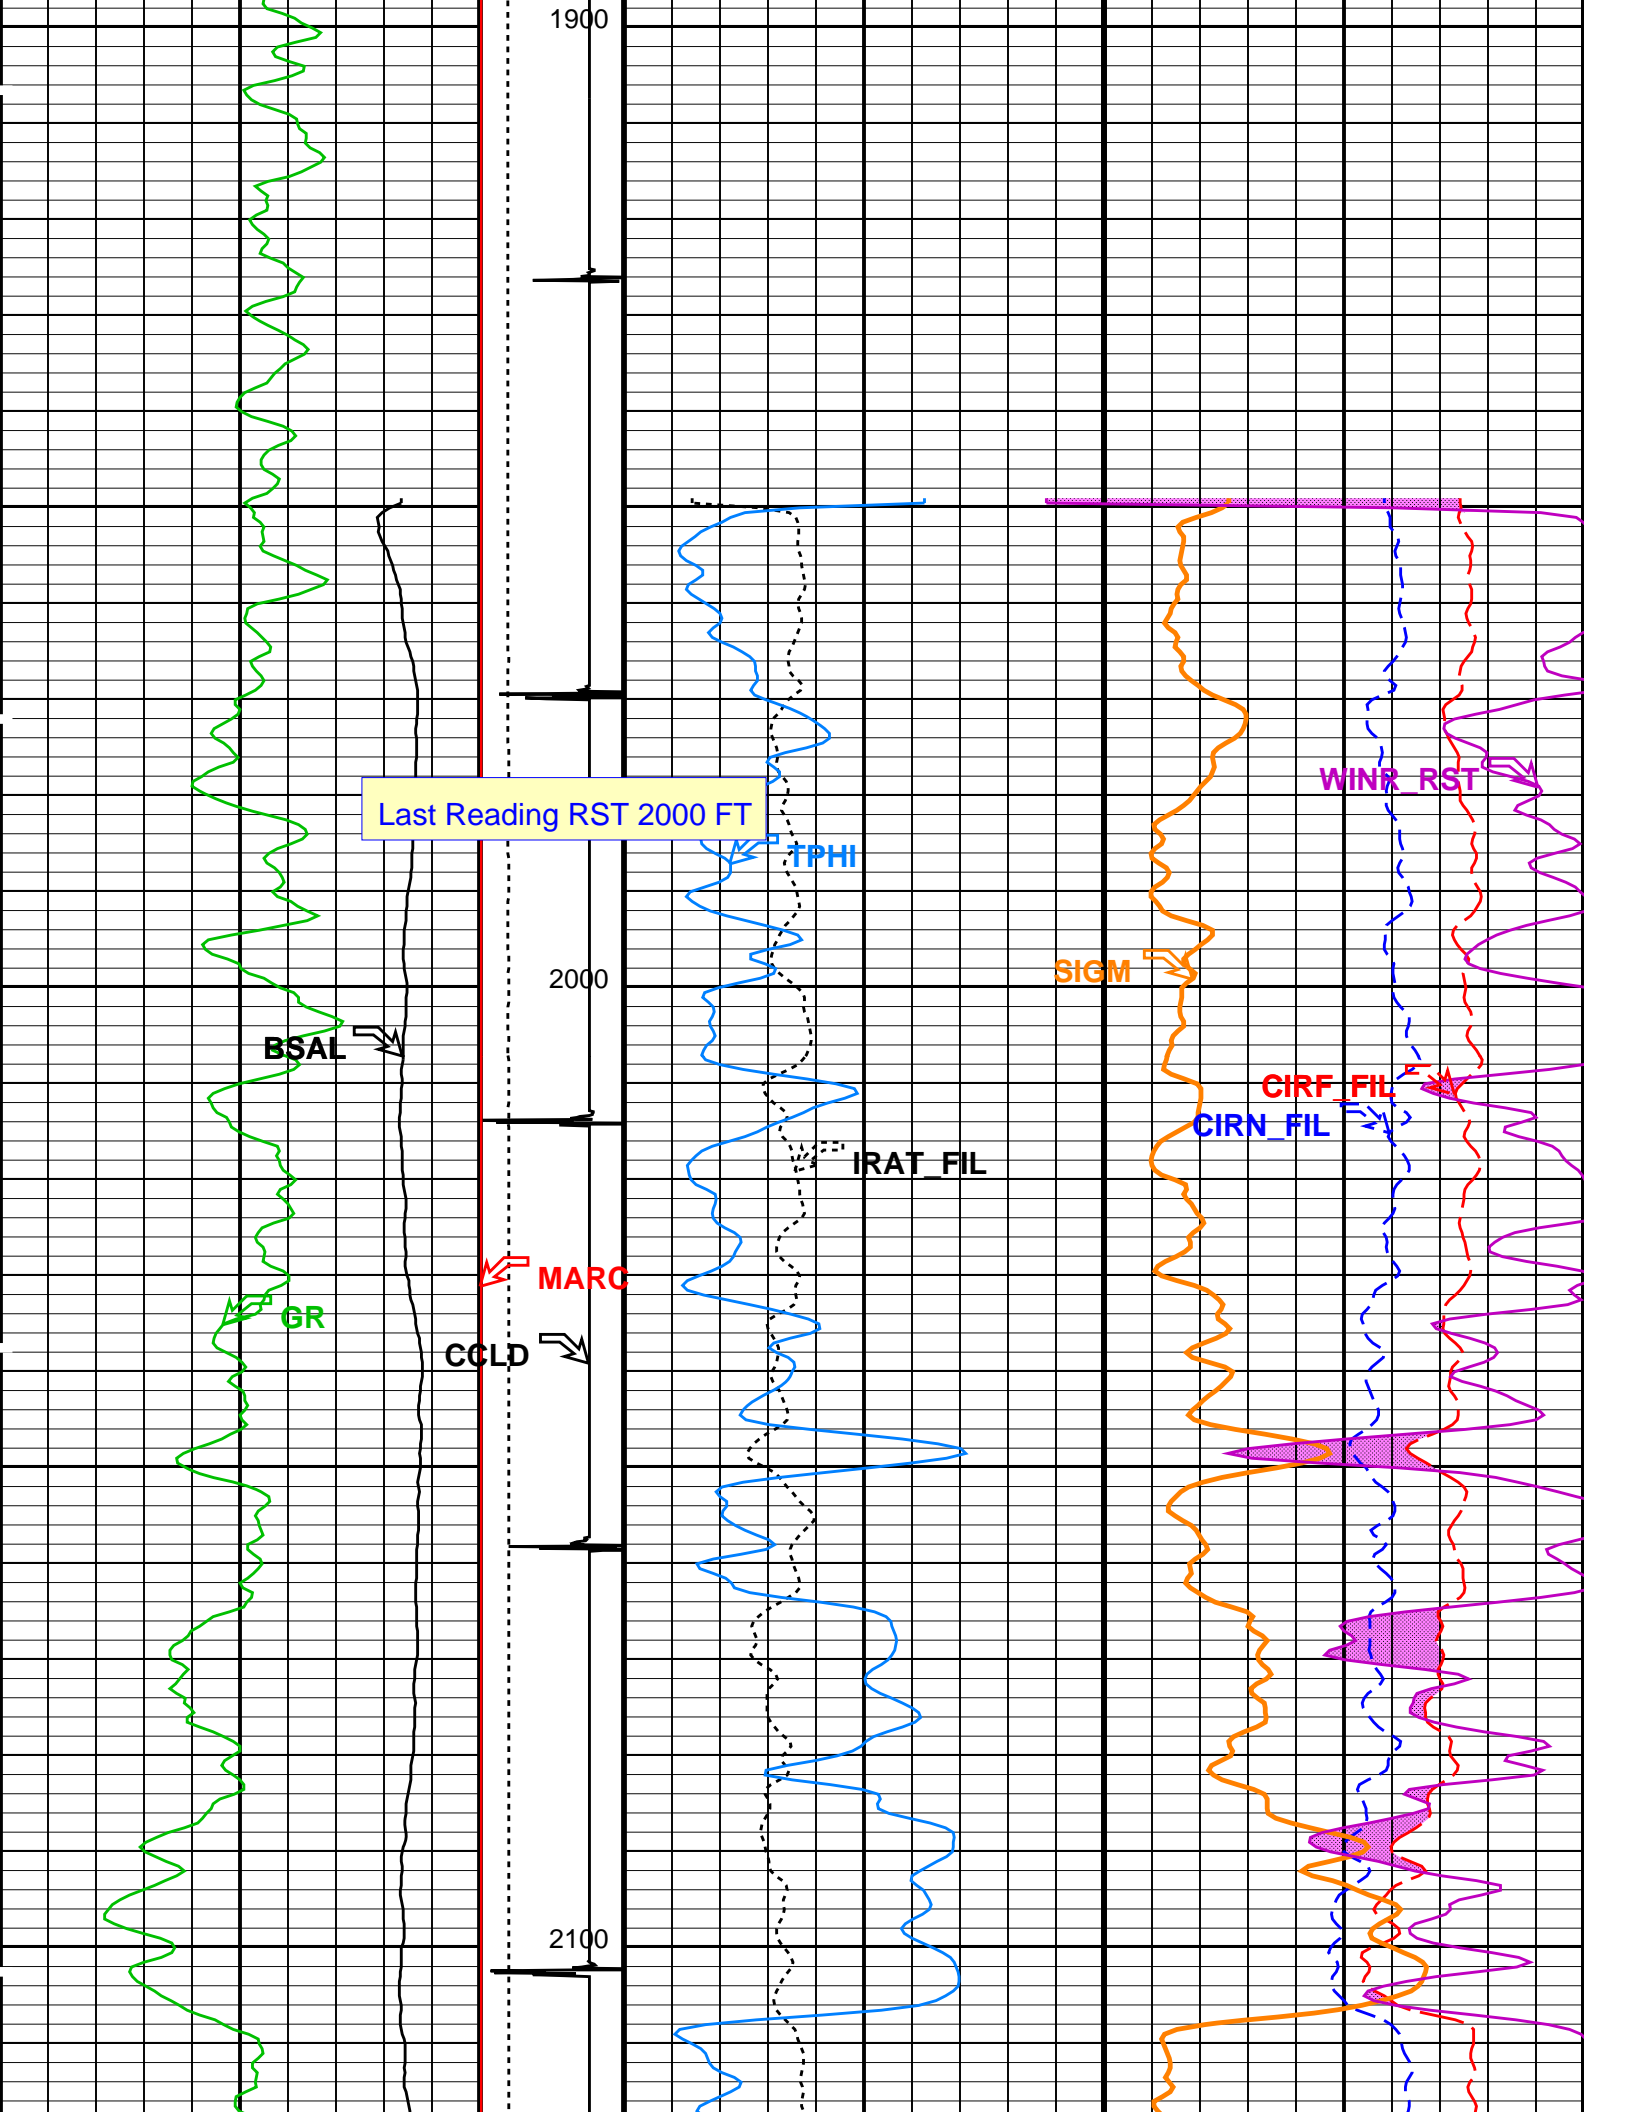 1900
WINR_RST
Last Reading RST 2000 FT
TPHI
SIGM
2000
BSAL
CIRF_FIL
CIRN_FIL
IRAT_FIL
MARC
GR
CCLD
2100